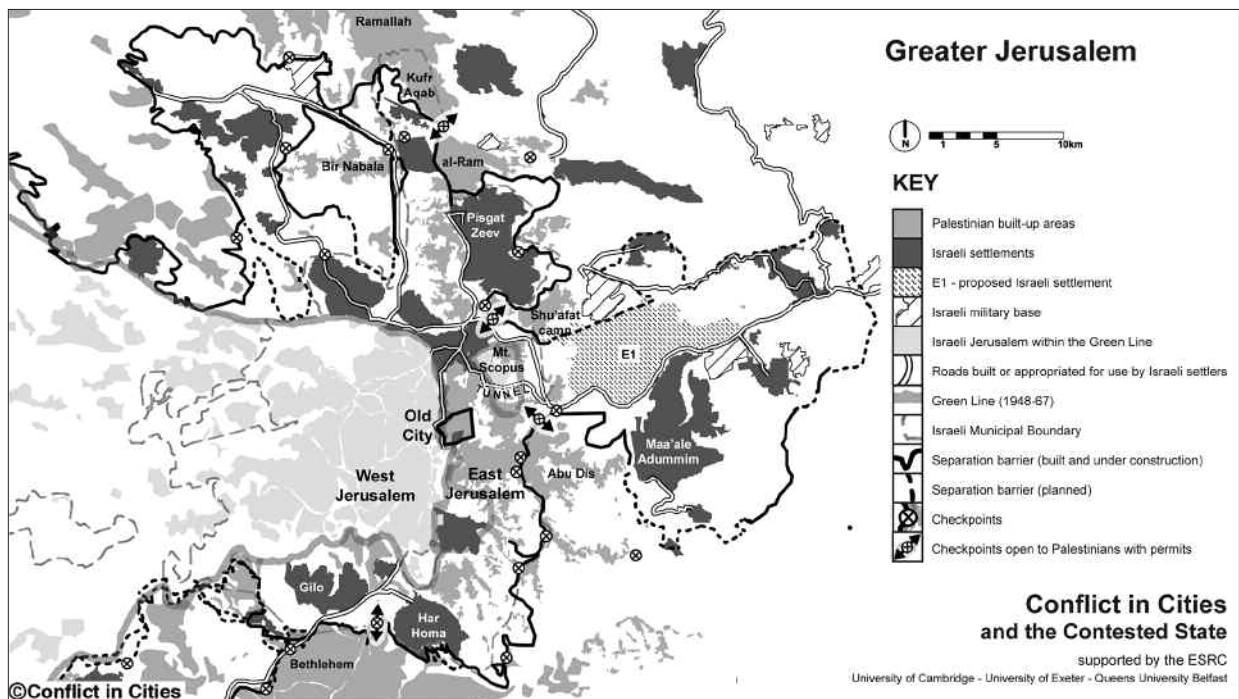 Ramallah
Kufr
Aqab
Bir Nabala
al-Ram
Pisgat
Zeev
Shu'afat
camp
Mt.
Scopus
TUNNEL
E1
Old
City
West
Jerusalem
East
Jerusalem
Abu Dis
Maa'ale
Adummim
Gilo
Har
Homa
Bethlehem
©Conflict in Cities
Greater Jerusalem
N
1 5 10km
KEY
Palestinian built-up areas
Israeli settlements
E1 - proposed Israeli settlement
Israeli military base
Israeli Jerusalem within the Green Line
Roads built or appropriated for use by Israeli settlers
Green Line (1948-67)
Israeli Municipal Boundary
Separation barrier (built and under construction)
Separation barrier (planned)
Checkpoints
Checkpoints open to Palestinians with permits
Conflict in Cities
and the Contested State
supported by the ESRC
University of Cambridge - University of Exeter - Queens University Belfast